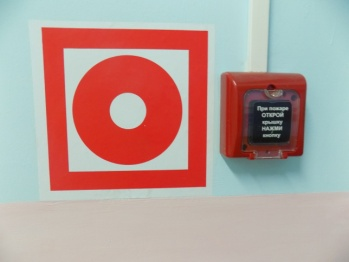 При пожаре
ОТКРОЙ
крышку
НАЖМИ
кнопку